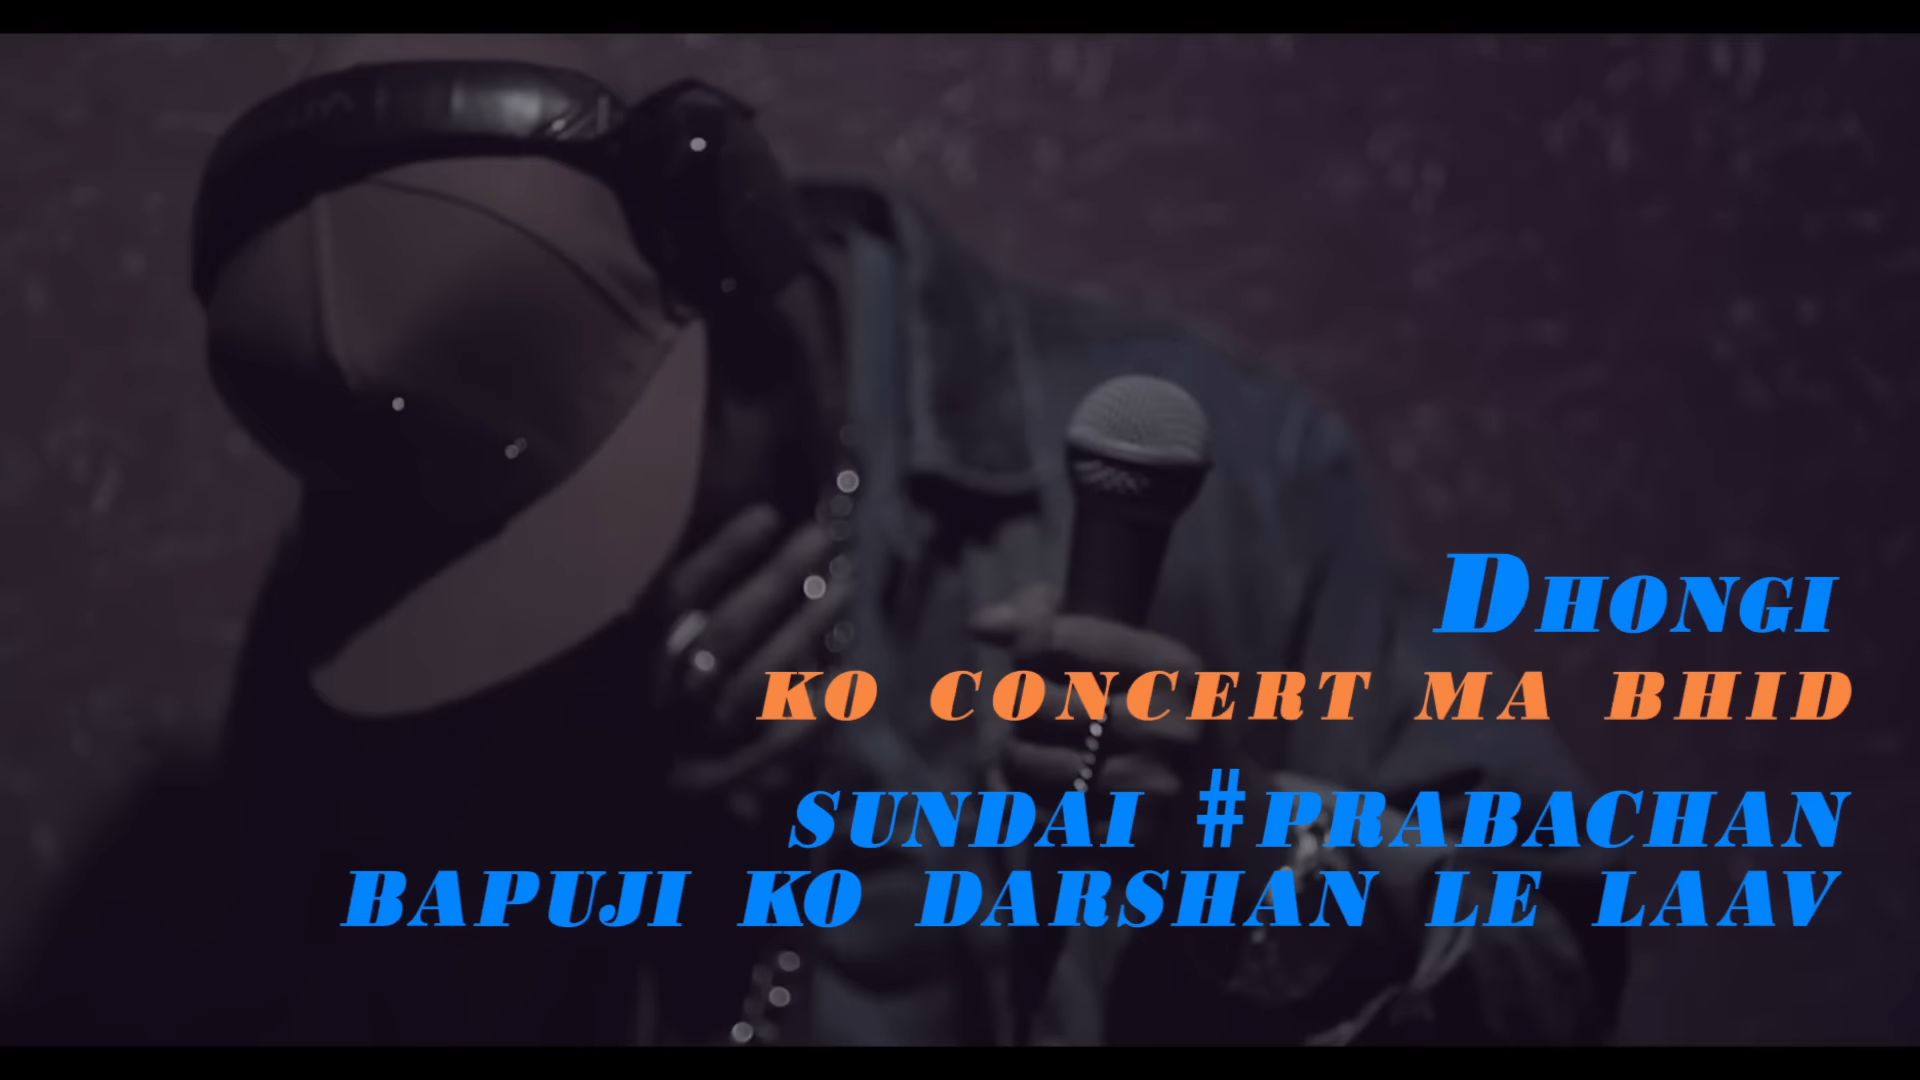 Dhongi
KO CONCERT MA BHID
SUNDAI #PRABACHAN
BAPUJI KO DARSHAN LE LAAV